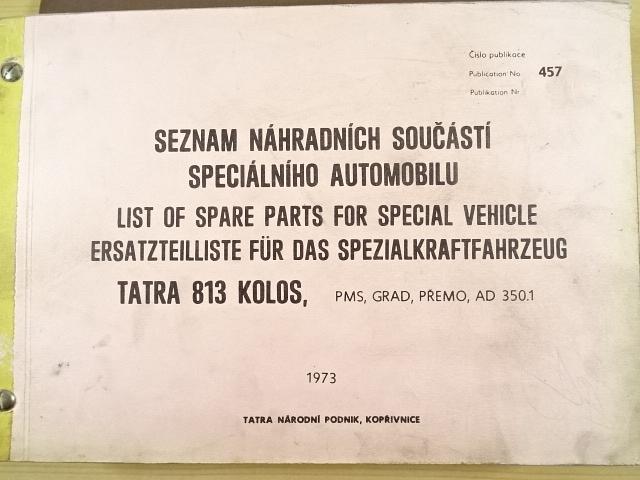 Číslo publikace
Publication No 457
Publikation Nr
SEZNAM NÁHRADNÍCH SOUČÁSTÍ
SPECIÁLNÍHO AUTOMOBILU
LIST OF SPARE PARTS FOR SPECIAL VEHICLE
ERSATZTEILLISTE FÜR DAS SPEZIALKRAFTFAHRZEUG
TATRA 813 KOLOS, PMS, GRAD, PŘEMO, AD 350.1
1973
TATRA NÁRODNÍ PODNIK, KOPŘIVNICE